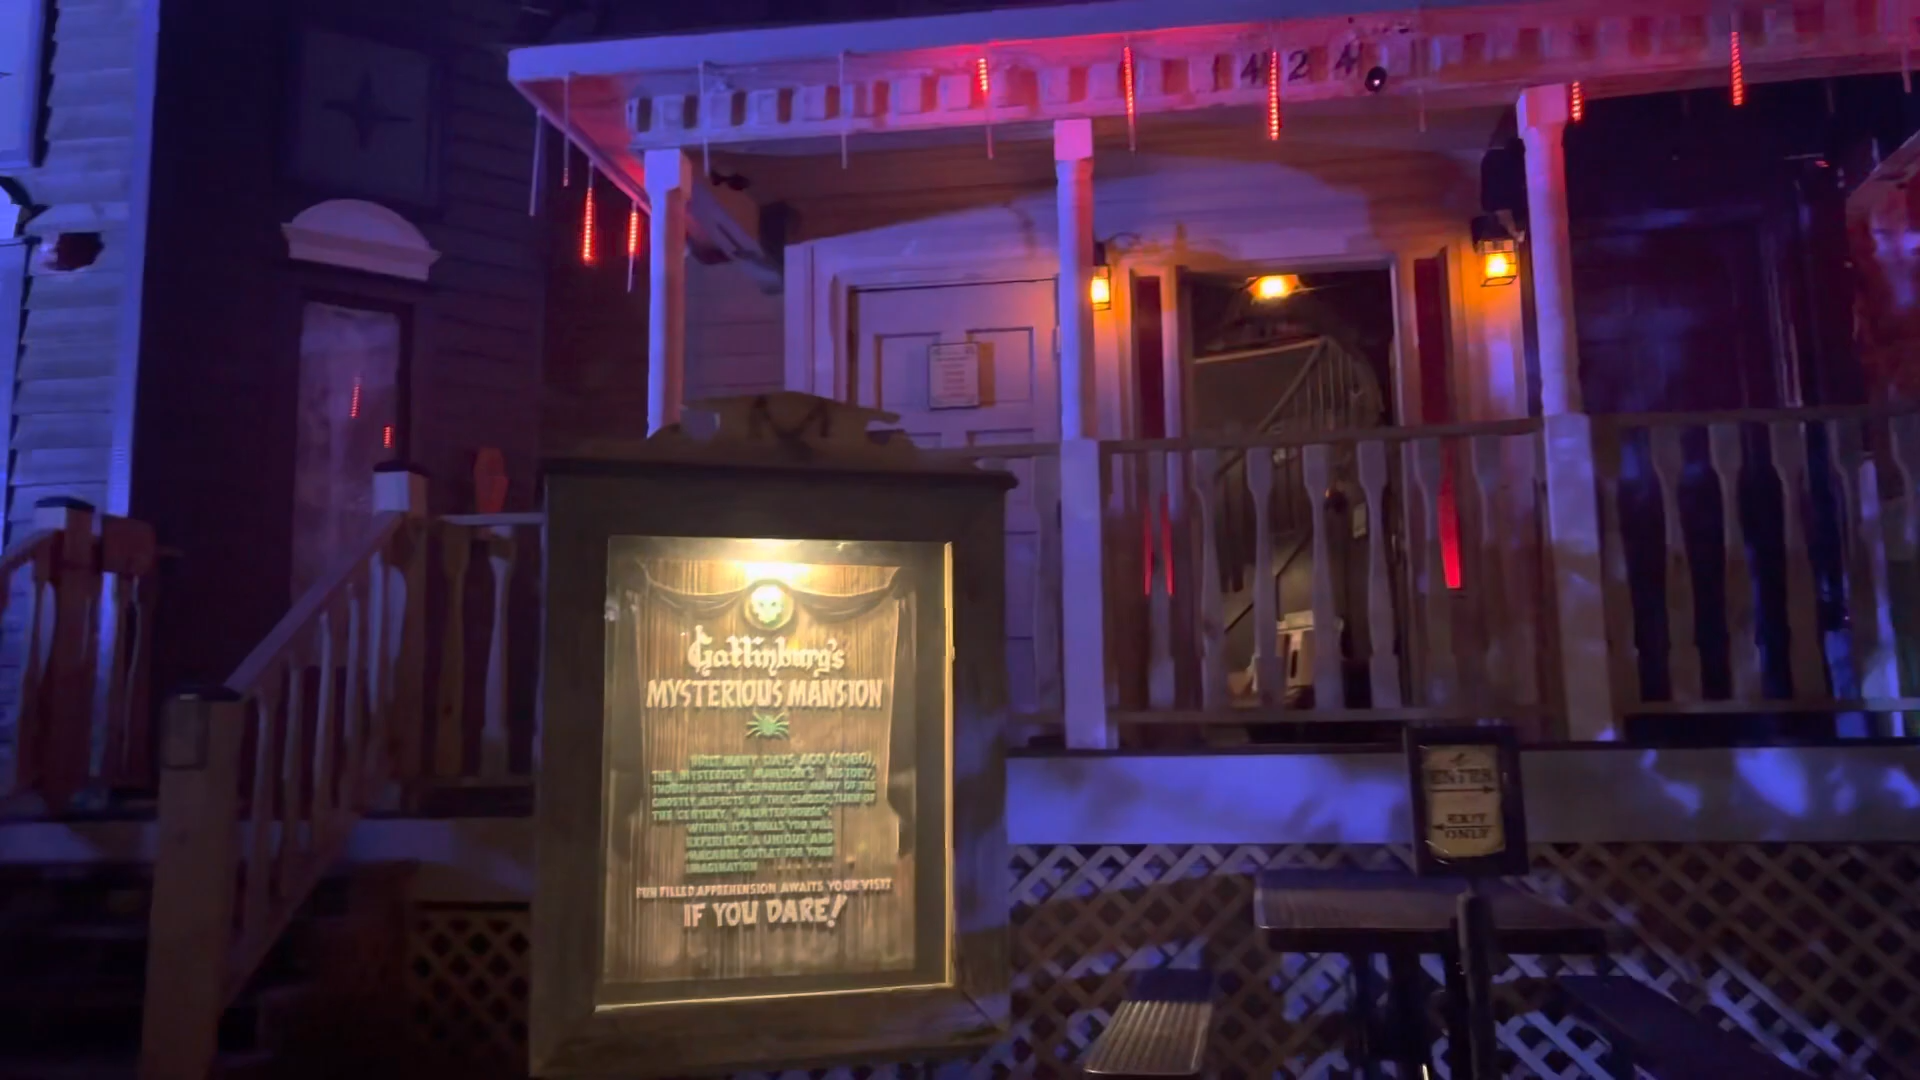 424
M
Gatlinburg's
MYSTERIOUS MANSION
BUILT MANY DAYS AGO (1980),
THE MYSTERIOUS MANSION'S HISTORY,
THOUGH SHORT, ENCOMPASSES MANY OF THE
GHOSTLY ASPECTS OF THE CLASSIC, TURN OF
THE CENTURY, "HAUNTED HOUSE".
WITHIN IT'S WALLS YOU WILL
EXPERIENCE A UNIQUE AND
MACABRE OUTLET FOR YOUR
IMAGINATION
FUN FILLED APPREHENSION AWAITS YOUR VISIT
IF YOU DARE!
ENTER
EXIT
ONLY